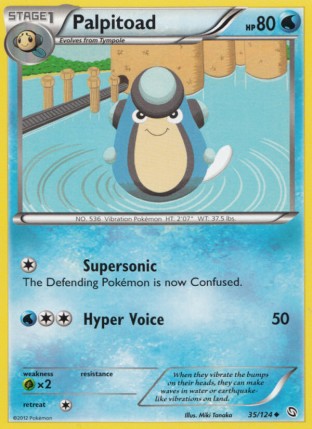 STAGE1
Palpitoad
HP80
Evolves from Tympole
NO. 536 Vibration Pokémon HT: 2'07" WT: 37.5 lbs.
Supersonic
The Defending Pokémon is now Confused.
Hyper Voice 50
weakness resistance
×2
When they vibrate the bumps
on their heads, they can make
waves in water or earthquake-
like vibrations on land.
retreat
©2012 Pokémon
Illus. Miki Tanaka
35/124